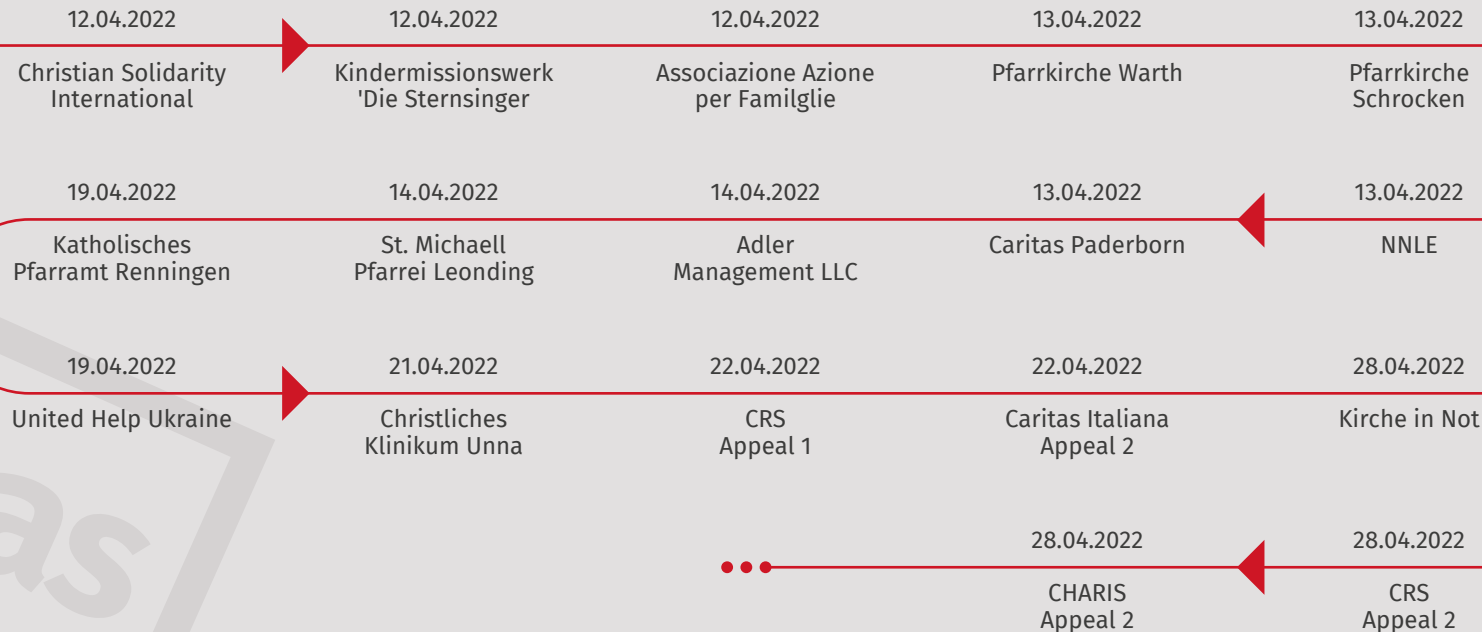 12.04.2022
Christian Solidarity
International
12.04.2022
Kindermissionswerk
'Die Sternsinger
12.04.2022
Associazione Azione
per Familglie
13.04.2022
Pfarrkirche Warth
13.04.2022
Pfarrkirche
Schrocken
19.04.2022
Katholisches
Pfarramt Renningen
14.04.2022
St. Michaell
Pfarrei Leonding
14.04.2022
Adler
Management LLC
13.04.2022
Caritas Paderborn
13.04.2022
NNLE
19.04.2022
United Help Ukraine
21.04.2022
Christliches
Klinikum Unna
22.04.2022
CRS
Appeal 1
22.04.2022
Caritas Italiana
Appeal 2
28.04.2022
Kirche in Not
28.04.2022
CHARIS
Appeal 2
28.04.2022
CRS
Appeal 2
as